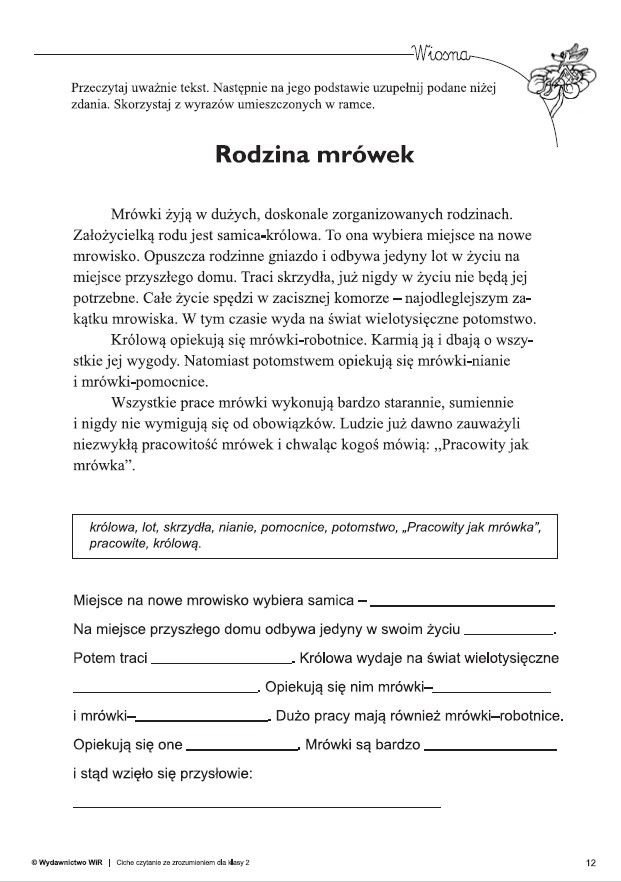 Wiosna
Przeczytaj uważnie tekst. Następnie na jego podstawie uzupełnij podane niżej
zdania. Skorzystaj z wyrazów umieszczonych w ramce.
Rodzina mrówek
Mrówki żyją w dużych, doskonale zorganizowanych rodzinach.
Założycielką rodu jest samica-królowa. To ona wybiera miejsce na nowe
mrowisko. Opuszcza rodzinne gniazdo i odbywa jedyny lot w życiu na
miejsce przyszłego domu. Traci skrzydła, już nigdy w życiu nie będą jej
potrzebne. Całe życie spędzi w zacisznej komorze – najodleglejszym za-
kątku mrowiska. W tym czasie wyda na świat wielotysięczne potomstwo.
Królową opiekują się mrówki-robotnice. Karmią ją i dbają o wszy-
stkie jej wygody. Natomiast potomstwem opiekują się mrówki-nianie
i mrówki-pomocnice.
Wszystkie prace mrówki wykonują bardzo starannie, sumiennie
i nigdy nie wymigują się od obowiązków. Ludzie już dawno zauważyli
niezwykłą pracowitość mrówek i chwaląc kogoś mówią: ,,Pracowity jak
mrówka”.
królowa, lot, skrzydła, nianie, pomocnice, potomstwo, „Pracowity jak mrówka”,
pracowite, królową.
Miejsce na nowe mrowisko wybiera samica – ____________________
Na miejsce przyszłego domu odbywa jedyny w swoim życiu __________.
Potem traci _______________. Królowa wydaje na świat wielotysięczne
____________________. Opiekują się nim mrówki–_____________
i mrówki–_______________. Dużo pracy mają również mrówki–robotnice.
Opiekują się one ____________. Mrówki są bardzo ______________
i stąd wzięło się przysłowie:
________________________________________
© Wydawnictwo WIR | Ciche czytanie ze zrozumieniem dla klasy 2
12